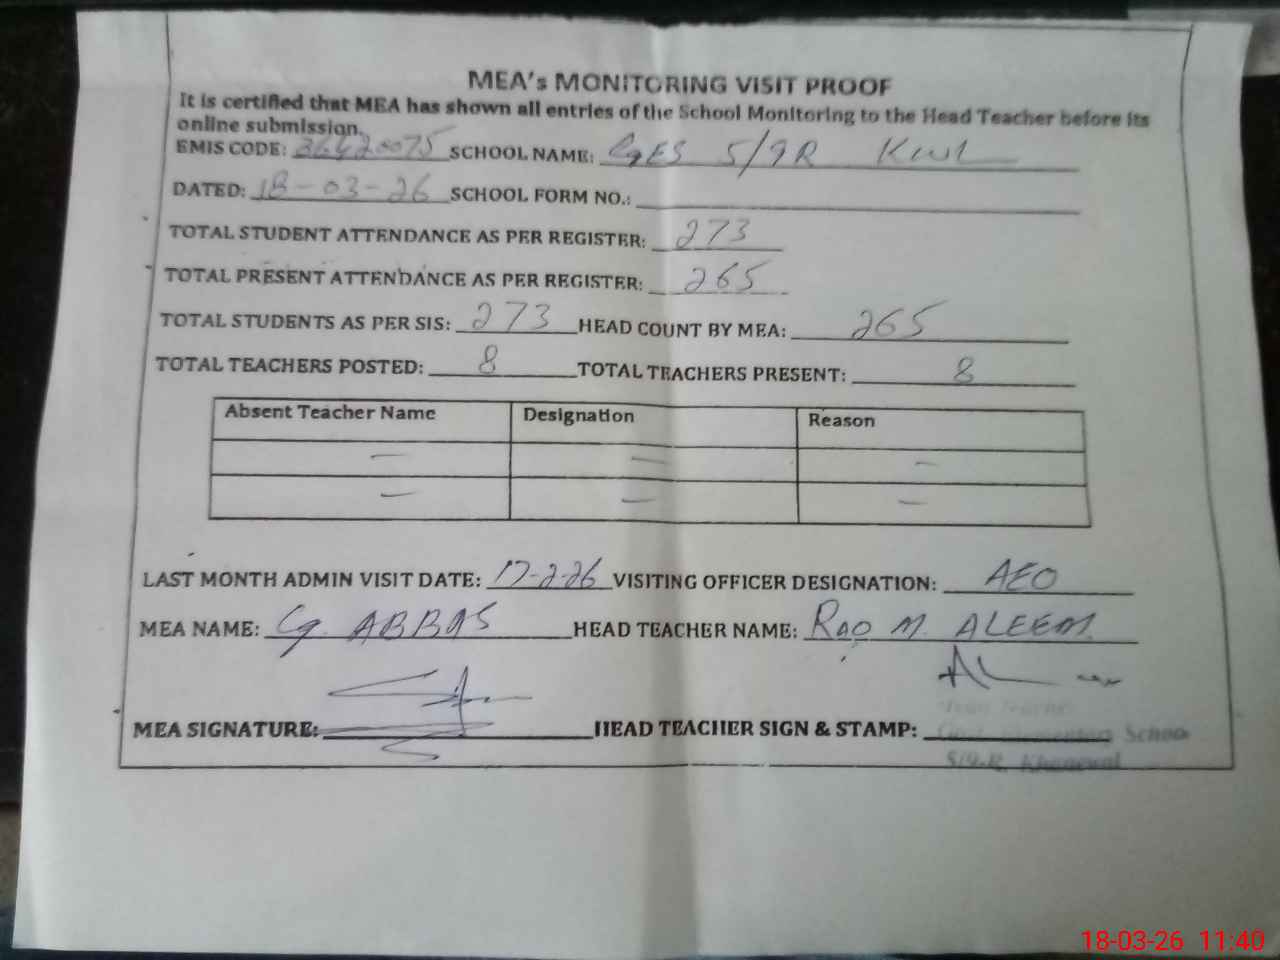 MEA's MONITORING VISIT PROOF
It is certified that MEA has shown all entries of the School Monitoring to the Head Teacher before its
online submission.
EMIS CODE: 36420075 SCHOOL NAME: GES 5/9R KWL
DATED: 18-03-26 SCHOOL FORM NO.:
TOTAL STUDENT ATTENDANCE AS PER REGISTER: 273
TOTAL PRESENT ATTENDANCE AS PER REGISTER: 265
TOTAL STUDENTS AS PER SIS: 273 HEAD COUNT BY MEA: 265
TOTAL TEACHERS POSTED: 8 TOTAL TEACHERS PRESENT: 8
Absent Teacher Name Designation Reason
— — —
— — —
LAST MONTH ADMIN VISIT DATE: 17-2-26 VISITING OFFICER DESIGNATION: AEO
MEA NAME: G. ABBAS HEAD TEACHER NAME: RAO M. ALEEM
MEA SIGNATURE: HEAD TEACHER SIGN & STAMP:
Govt. Elementary School
5/9-R, Khanewal
18-03-26 11:40